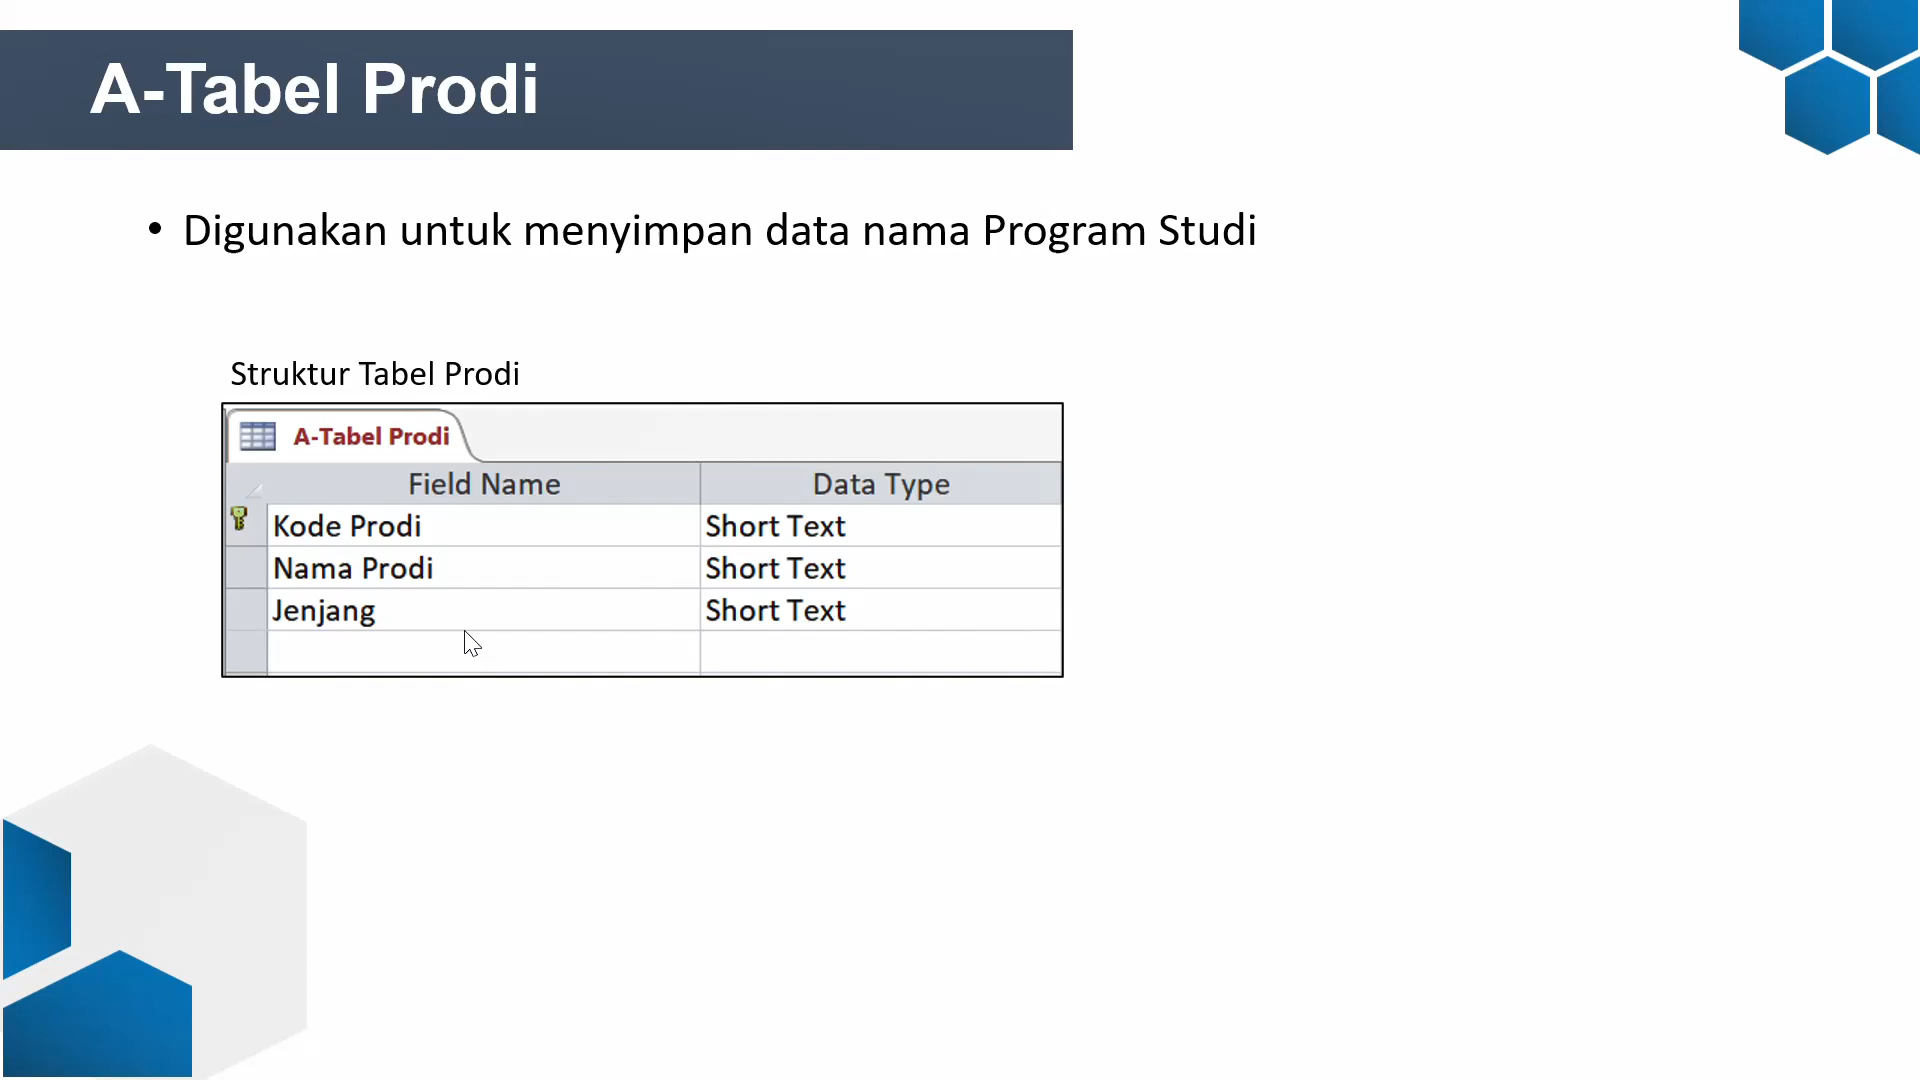 A-Tabel Prodi
• Digunakan untuk menyimpan data nama Program Studi
Struktur Tabel Prodi
A-Tabel Prodi
Field Name Data Type
Kode Prodi Short Text
Nama Prodi Short Text
Jenjang Short Text